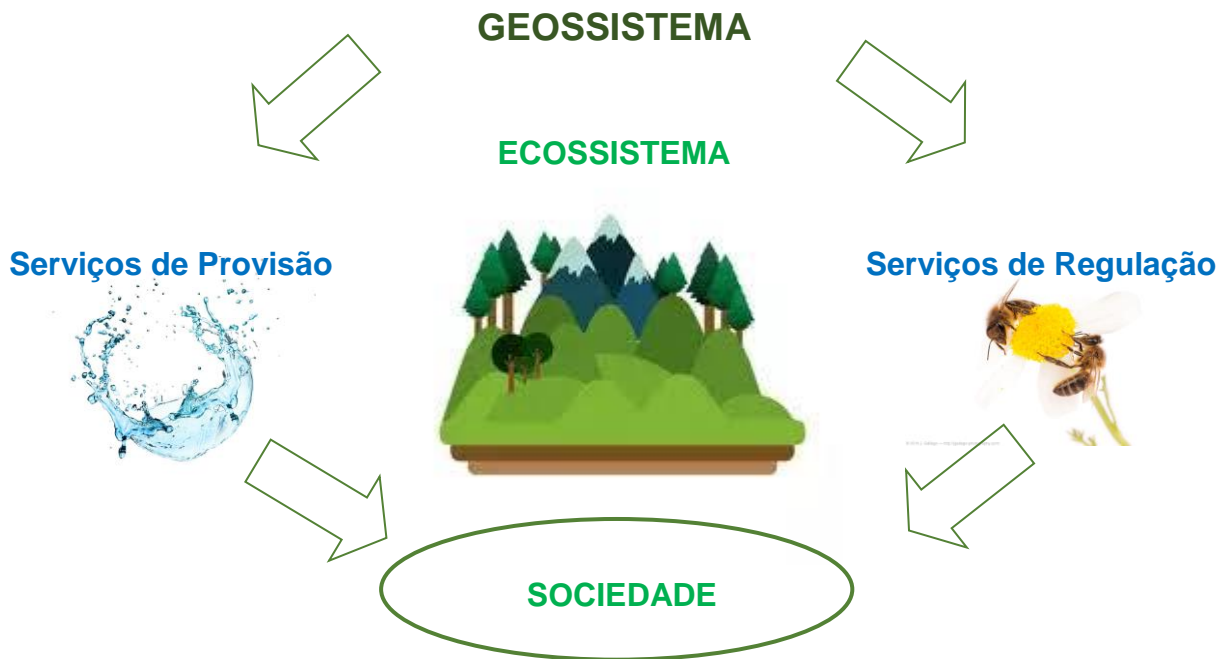 GEOSSISTEMA
ECOSSISTEMA
Serviços de Provisão
Serviços de Regulação
SOCIEDADE